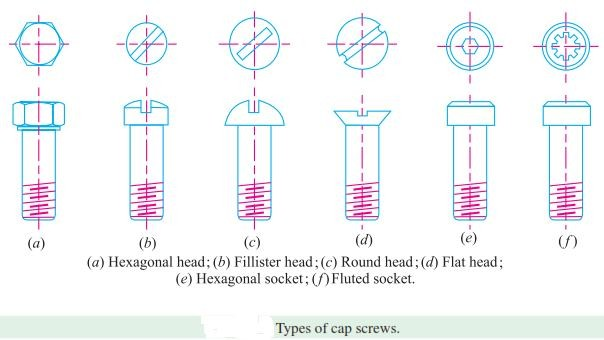 (a) (b) (c) (d) (e) (f)
(a) Hexagonal head; (b) Fillister head; (c) Round head; (d) Flat head;
(e) Hexagonal socket; (f) Fluted socket.
Types of cap screws.